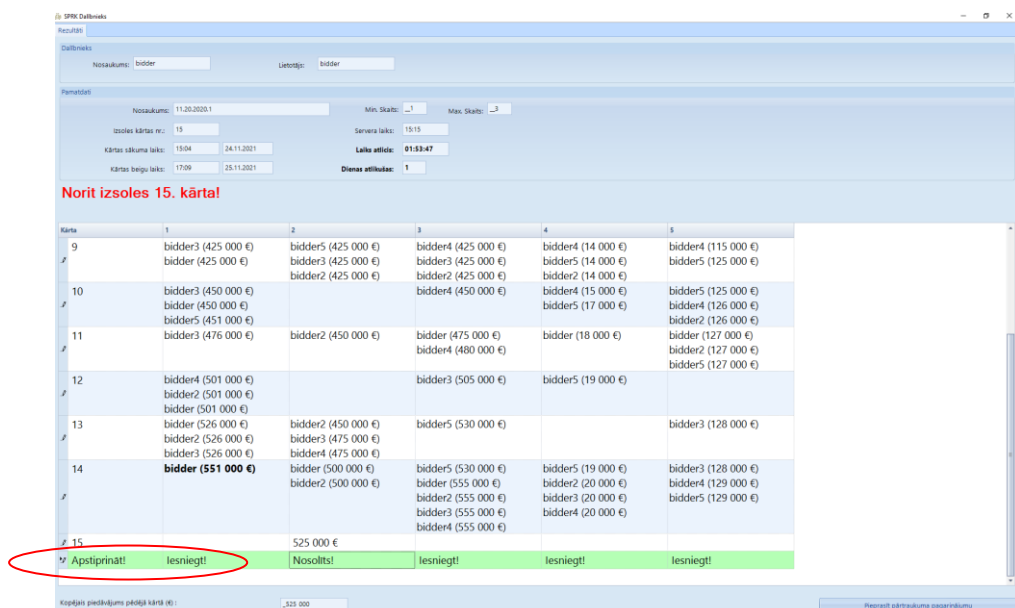 SPRK Dalībnieks
Rezultāti
Dalībnieks
Nosaukums: bidder Lietotājs: bidder
Pamatdati
Nosaukums: 11.20.2020.1 Min. Skaits: _1 Max. Skaits: _3
Izsoles kārtas nr.: 15 Servera laiks: 15:15
Kārtas sākuma laiks: 15:04 24.11.2021 Laiks atlicis: 01:53:47
Kārtas beigu laiks: 17:09 25.11.2021 Dienas atlikušas: 1
Norit izsoles 15. kārta!
Kārta 1 2 3 4 5
9 bidder3 (425 000 €) bidder5 (425 000 €) bidder4 (425 000 €) bidder4 (14 000 €) bidder4 (115 000 €)
bidder (425 000 €) bidder3 (425 000 €) bidder3 (425 000 €) bidder5 (14 000 €) bidder5 (125 000 €)
bidder2 (425 000 €) bidder2 (425 000 €) bidder2 (14 000 €)
10 bidder3 (450 000 €) bidder4 (450 000 €) bidder4 (15 000 €) bidder5 (125 000 €)
bidder (450 000 €) bidder5 (17 000 €) bidder4 (126 000 €)
bidder5 (451 000 €) bidder2 (126 000 €)
11 bidder3 (476 000 €) bidder2 (450 000 €) bidder (475 000 €) bidder (18 000 €) bidder (127 000 €)
bidder4 (480 000 €) bidder2 (127 000 €)
bidder5 (127 000 €)
12 bidder4 (501 000 €) bidder3 (505 000 €) bidder5 (19 000 €)
bidder2 (501 000 €)
bidder (501 000 €)
13 bidder (526 000 €) bidder2 (450 000 €) bidder5 (530 000 €) bidder3 (128 000 €)
bidder2 (526 000 €) bidder3 (475 000 €)
bidder3 (526 000 €) bidder4 (475 000 €)
14 bidder (551 000 €) bidder (500 000 €) bidder5 (530 000 €) bidder5 (19 000 €) bidder3 (128 000 €)
bidder2 (500 000 €) bidder (555 000 €) bidder2 (20 000 €) bidder4 (129 000 €)
bidder2 (555 000 €) bidder3 (20 000 €) bidder5 (129 000 €)
bidder3 (555 000 €) bidder4 (20 000 €)
bidder4 (555 000 €)
15 525 000 €
Apstiprināt! Iesniegt! Nosolīts! Iesniegt! Iesniegt! Iesniegt!
Kopējais piedāvājums pēdējā kārtā (€) : _525 000 Pieprasīt pārtraukuma pagarinājumu